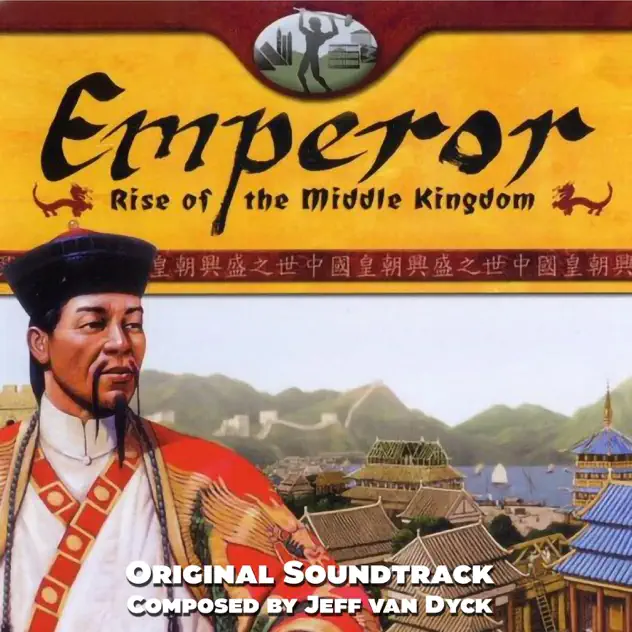 Emperor
Rise of the Middle Kingdom
皇朝興盛之世中國皇朝興盛之世中國皇朝興
Original Soundtrack
Composed by Jeff van Dyck